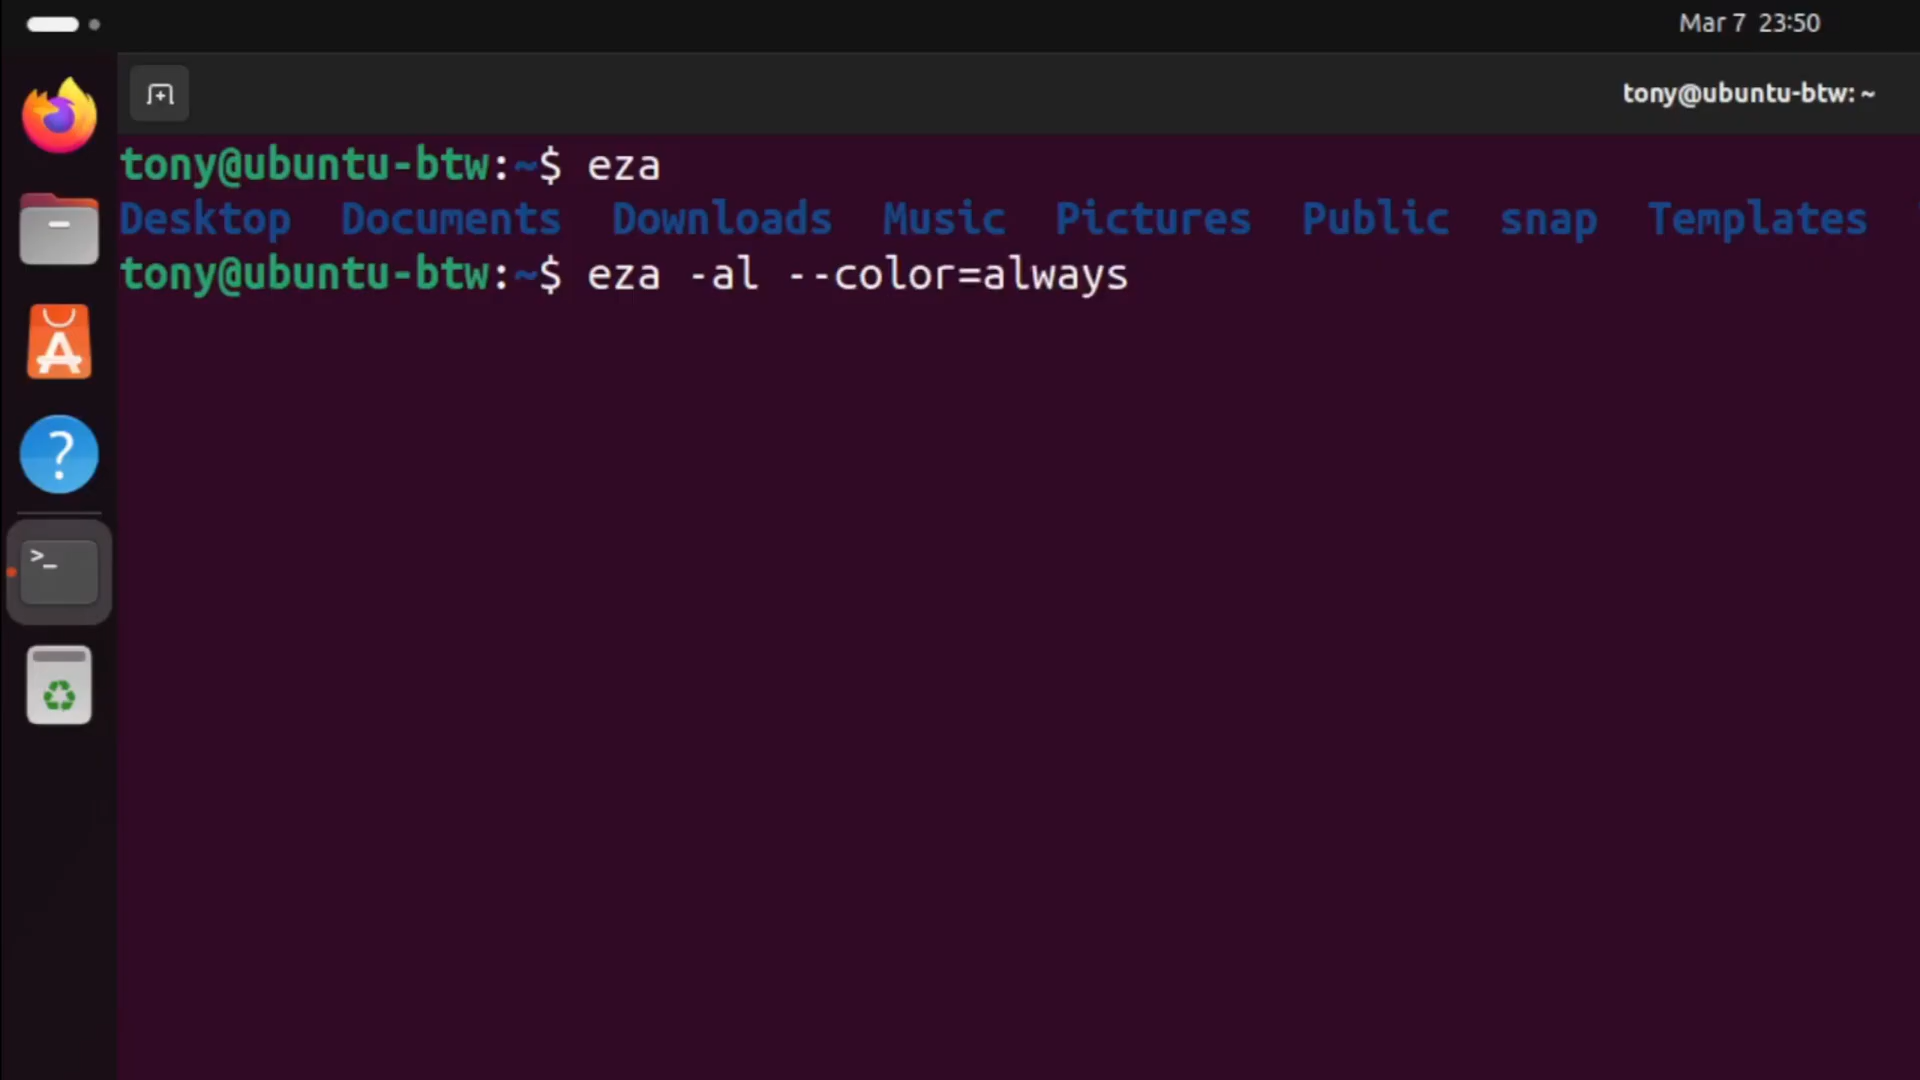 Mar 7 23:50
tony@ubuntu-btw: ~
tony@ubuntu-btw:~$ eza
Desktop Documents Downloads Music Pictures Public snap Templates
tony@ubuntu-btw:~$ eza -al --color=always
>_